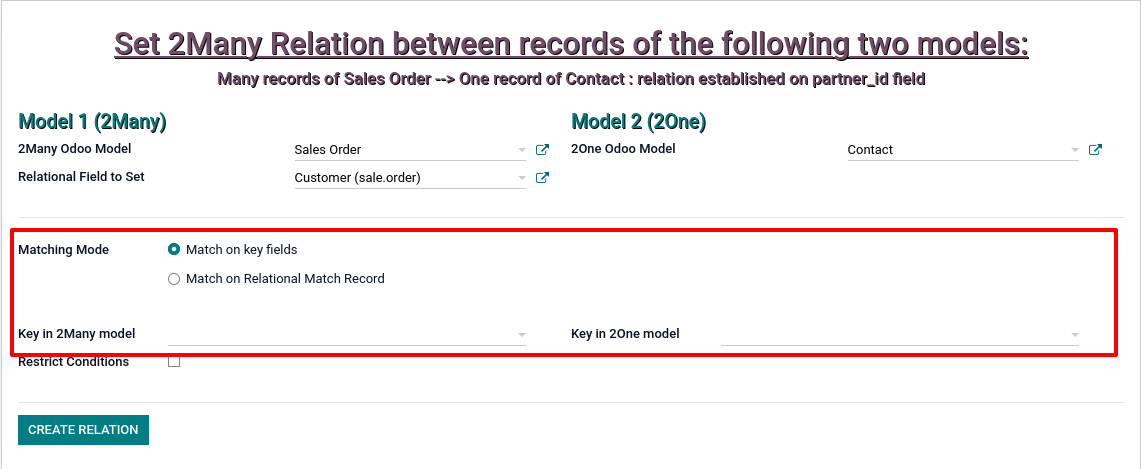 Set 2Many Relation between records of the following two models:
Many records of Sales Order --> One record of Contact : relation established on partner_id field
Model 1 (2Many)
Model 2 (2One)
2Many Odoo Model
Sales Order
2One Odoo Model
Contact
Relational Field to Set
Customer (sale.order)
Matching Mode
Match on key fields
Match on Relational Match Record
Key in 2Many model
Key in 2One model
Restrict Conditions
CREATE RELATION